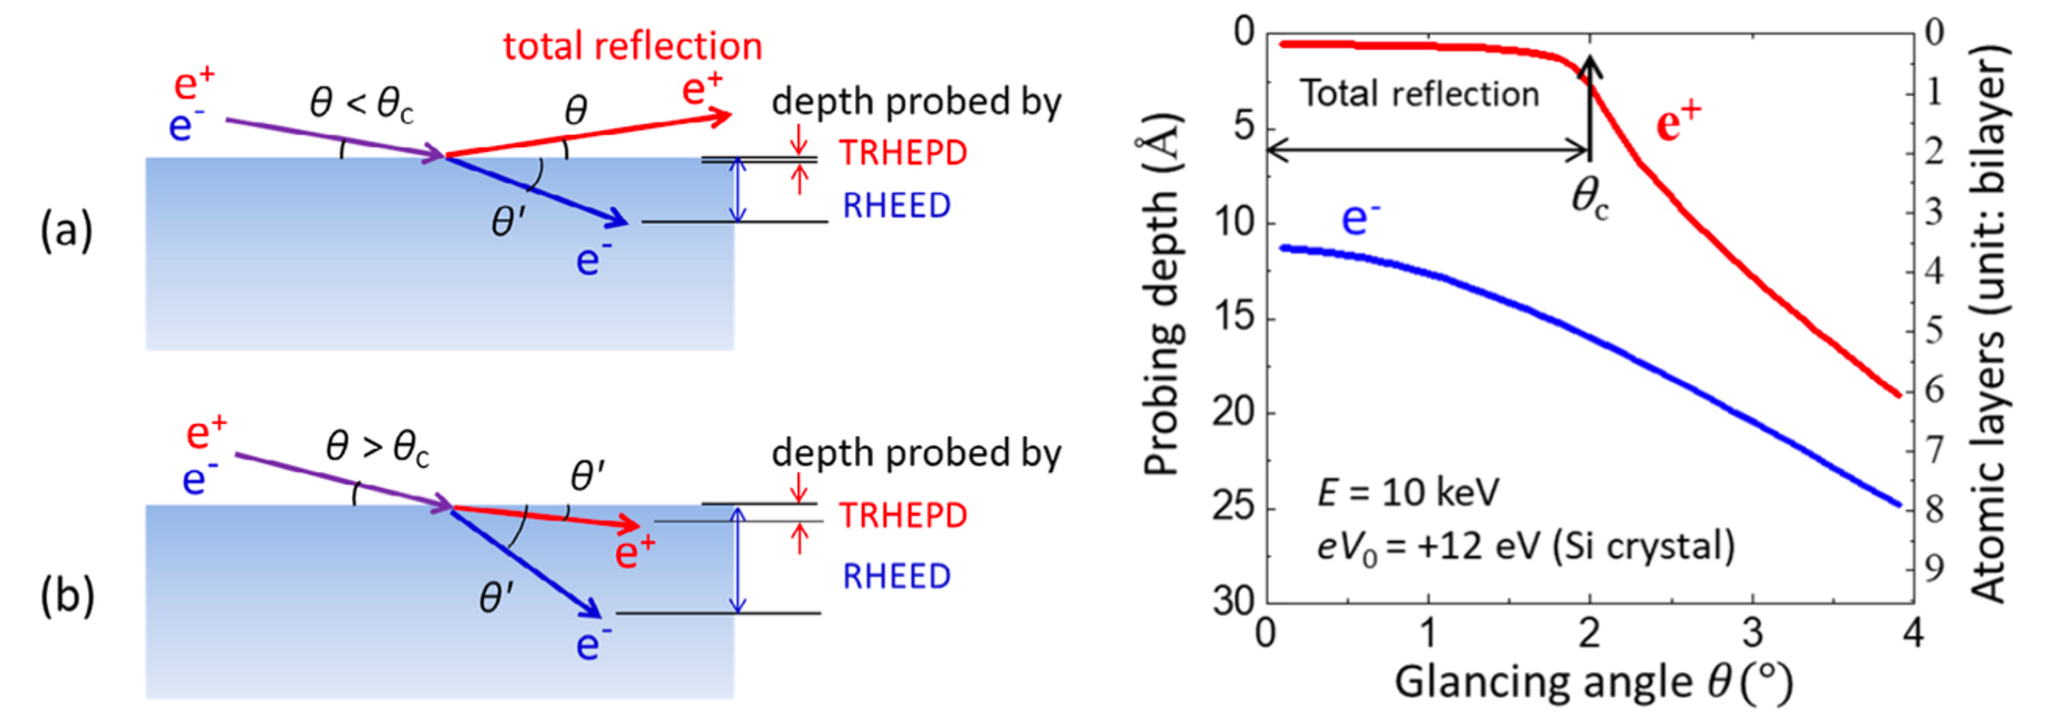 (a)
total reflection
e⁺
e⁻
θ < θc
θ
e⁺
θ′
e⁻
depth probed by
TRHEPD
RHEED
(b)
e⁺
e⁻
θ > θc
θ′
e⁺
θ′
e⁻
depth probed by
TRHEPD
RHEED
Probing depth (Å)
0
5
10
15
20
25
30
Total reflection
θc
e⁺
e⁻
E = 10 keV
eV₀ = +12 eV (Si crystal)
0
1
2
3
4
5
6
7
8
9
Atomic layers (unit: bilayer)
0 1 2 3 4
Glancing angle θ (°)